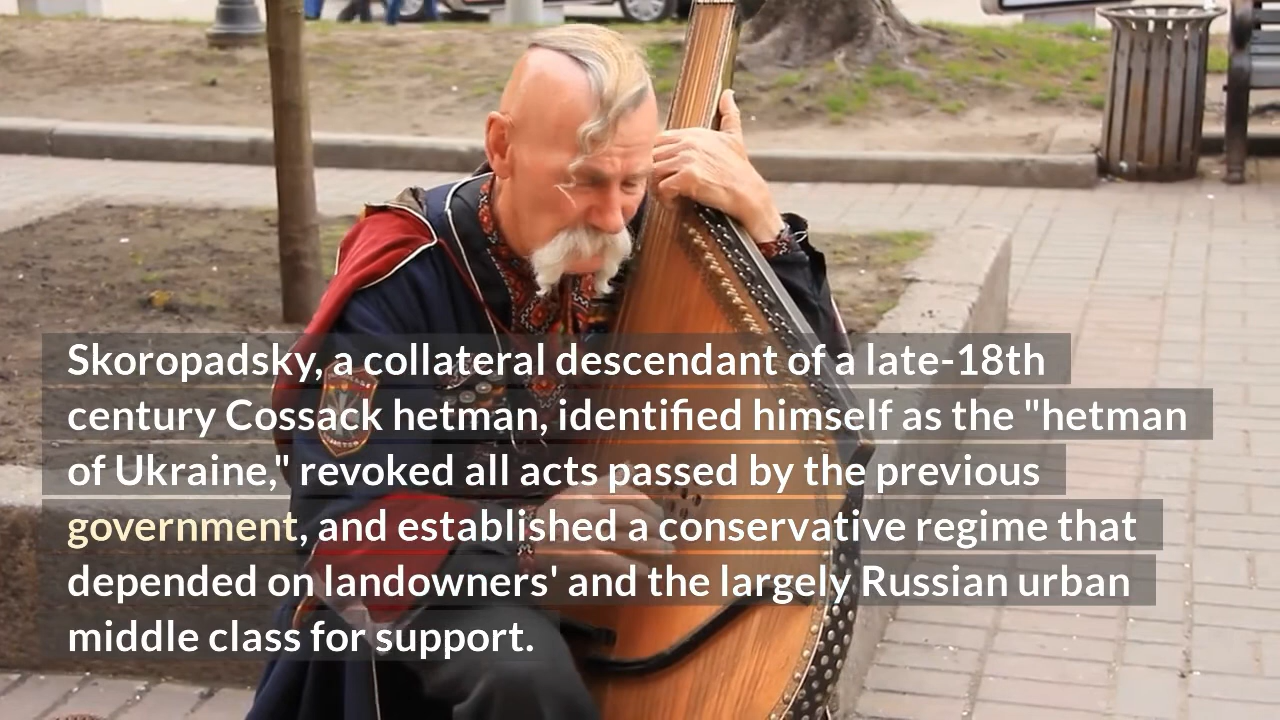 Skoropadsky, a collateral descendant of a late-18th
century Cossack hetman, identified himself as the "hetman
of Ukraine," revoked all acts passed by the previous
government, and established a conservative regime that
depended on landowners' and the largely Russian urban
middle class for support.